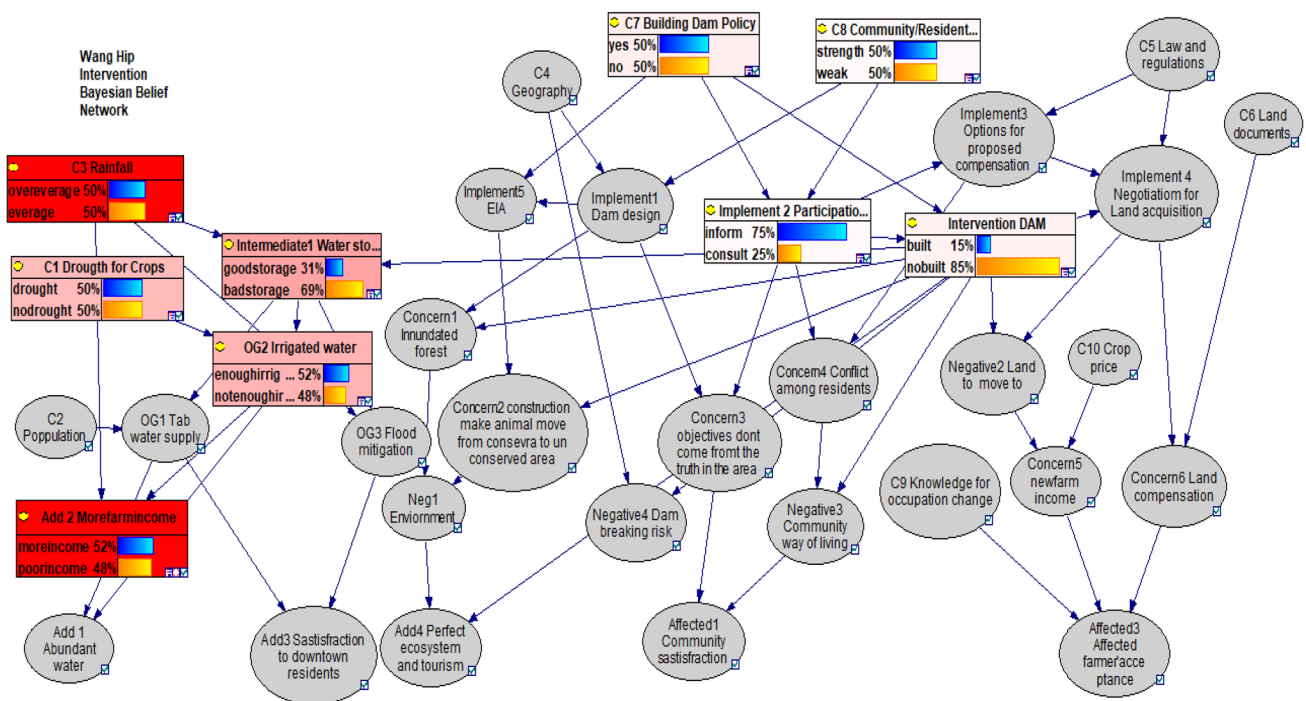 Wang Hip
Intervention
Bayesian Belief
Network
C7 Building Dam Policy
yes 50%
no 50%
C8 Community/Resident...
strength 50%
weak 50%
C5 Law and
regulations
C4
Geography
C6 Land
documents
Implement3
Options for
proposed
compensation
C3 Rainfall
overeverage 50%
everage 50%
Implement5
EIA
Implement1
Dam design
Implement 4
Negotiatiom for
Land acquisition
Implement 2 Participatio...
inform 75%
consult 25%
Intervention DAM
built 15%
nobuilt 85%
Intermediate1 Water sto...
goodstorage 31%
badstorage 69%
C1 Drougth for Crops
drought 50%
nodrought 50%
Concern1
Innundated
forest
OG2 Irrigated water
enoughirrig ... 52%
notenoughir ... 48%
Concern4 Conflict
among residents
Negative2 Land
to move to
C10 Crop
price
C2
Poppulation
OG1 Tab
water supply
OG3 Flood
mitigation
Concern2 construction
make animal move
from consevra to un
conserved area
Concern3
objectives dont
come fromt the
truth in the area
C9 Knowledge for
occupation change
Concern5
newfarm
income
Concern6 Land
compensation
Neg1
Enviornment
Add 2 Morefarmincome
moreincome 52%
poorincome 48%
Negative4 Dam
breaking risk
Negative3
Community
way of living
Add 1
Abundant
water
Add3 Sastisfraction
to downtown
residents
Add4 Perfect
ecosystem
and tourism
Affected1
Community
sastisfraction
Affected3
Affected
famer'acce
ptance